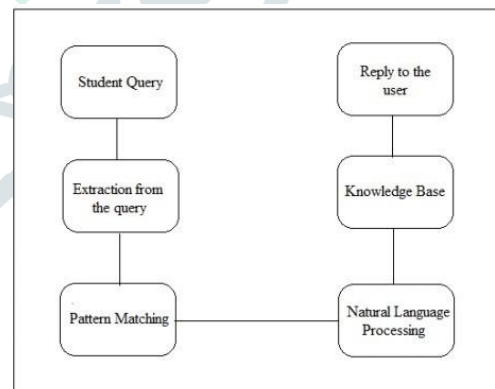 Student Query
Reply to the
user
Extraction from
the query
Knowledge Base
Pattern Matching
Natural Language
Processing